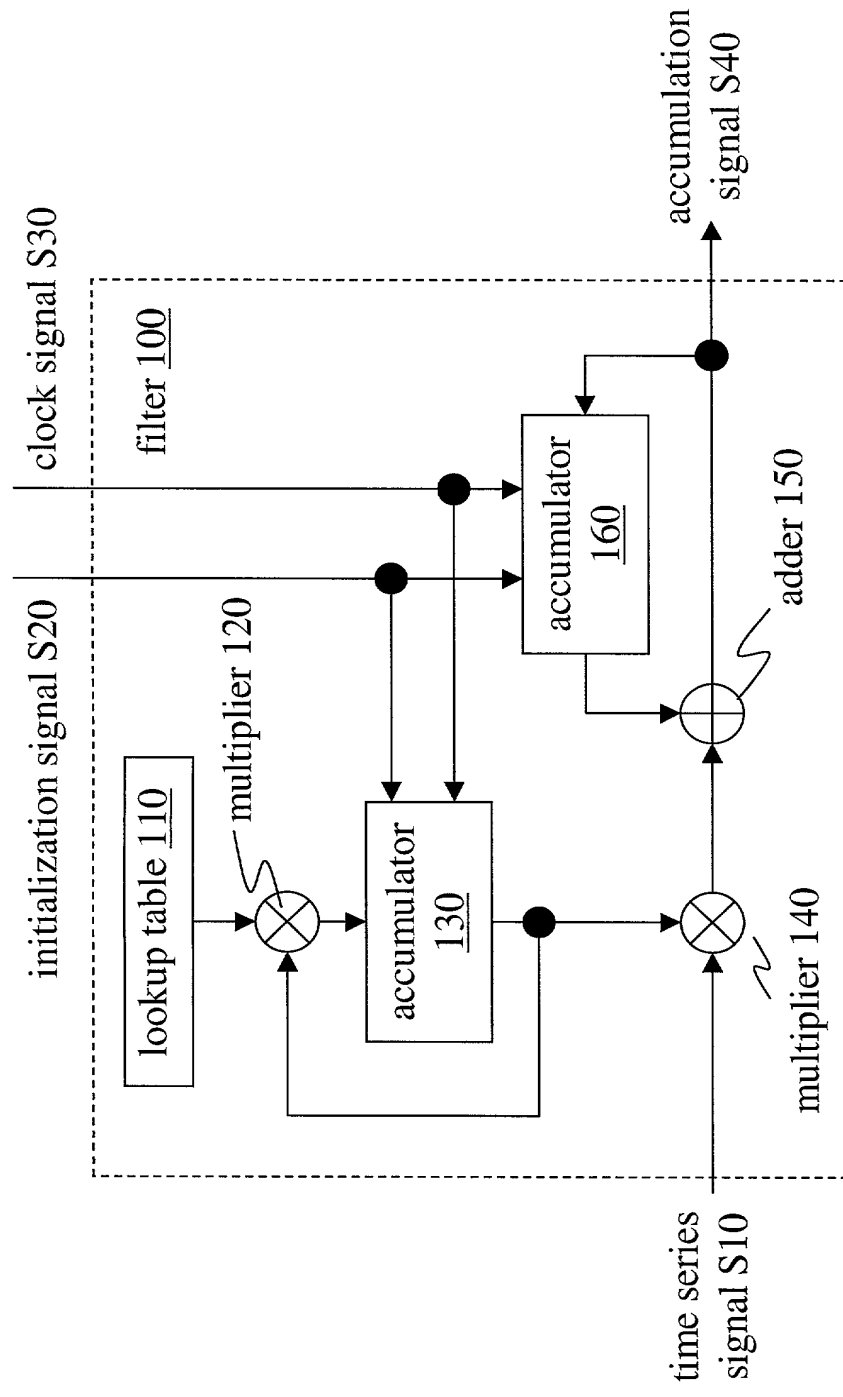 initialization signal S20
clock signal S30
filter 100
lookup table 110
multiplier 120
accumulator
130
accumulator
160
time series
signal S10
multiplier 140
adder 150
accumulation
signal S40